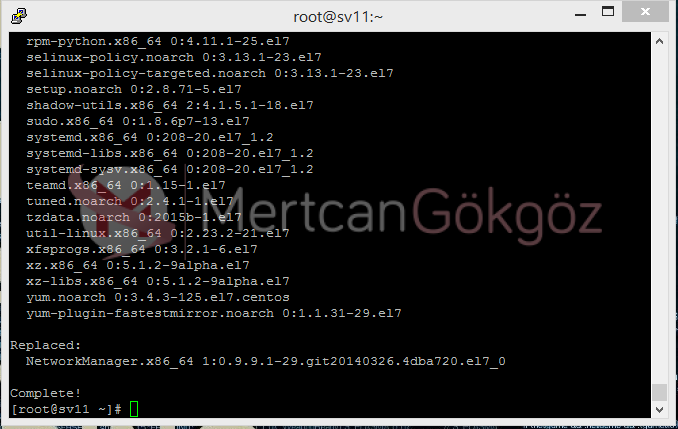 root@sv11:~
rpm-python.x86_64 0:4.11.1-25.el7
selinux-policy.noarch 0:3.13.1-23.el7
selinux-policy-targeted.noarch 0:3.13.1-23.el7
setup.noarch 0:2.8.71-5.el7
shadow-utils.x86_64 2:4.1.5.1-18.el7
sudo.x86_64 0:1.8.6p7-13.el7
systemd.x86_64 0:208-20.el7_1.2
systemd-libs.x86_64 0:208-20.el7_1.2
systemd-sysv.x86_64 0:208-20.el7_1.2
teamd.x86_64 0:1.15-1.el7
tuned.noarch 0:2.4.1-1.el7
tzdata.noarch 0:2015b-1.el7
MertcanGökgöz
util-linux.x86_64 0:2.23.2-21.el7
xfsprogs.x86_64 0:3.2.1-6.el7
xz.x86_64 0:5.1.2-9alpha.el7
xz-libs.x86_64 0:5.1.2-9alpha.el7
yum.noarch 0:3.4.3-125.el7.centos
yum-plugin-fastestmirror.noarch 0:1.1.31-29.el7
Replaced:
NetworkManager.x86_64 1:0.9.9.1-29.git20140326.4dba720.el7_0
Complete!
[root@sv11 ~]#